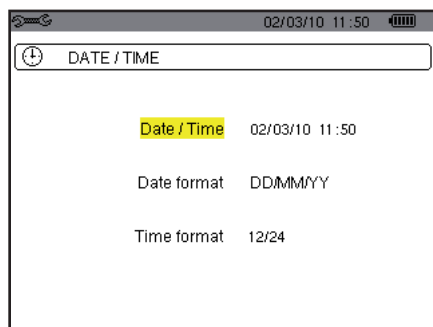 02/03/10 11:50
DATE / TIME
Date / Time 02/03/10 11:50
Date format DD/MM/YY
Time format 12/24